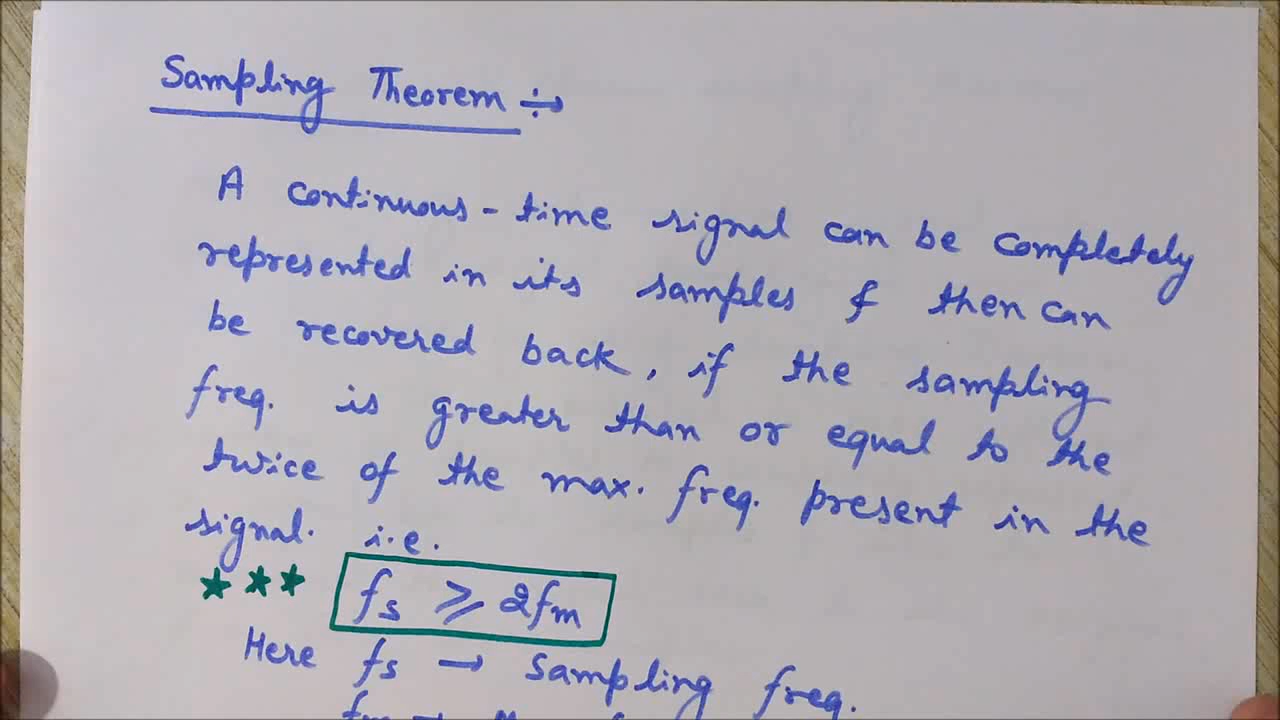 Sampling Theorem ÷→
A continuous-time signal can be completely
represented in its samples & then can
be recovered back, if the sampling
freq. is greater than or equal to the
twice of the max. freq. present in the
signal. i.e.
★★★ fs ≥ 2fm
Here fs → Sampling freq.
fm →